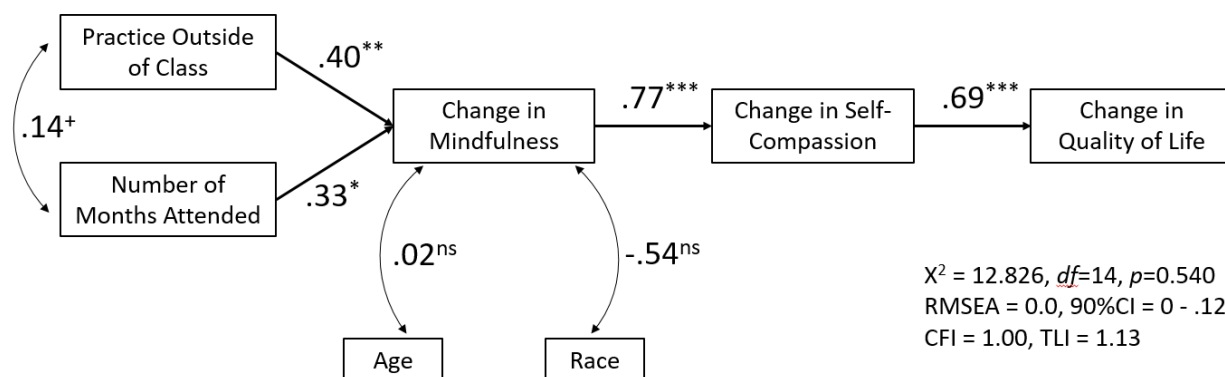 Practice Outside
of Class
.40**
.14+
Number of
Months Attended
.33*
Change in
Mindfulness
.77***
Change in Self-
Compassion
.69***
Change in
Quality of Life
.02ns
-.54ns
Age
Race
X2 = 12.826, df=14, p=0.540
RMSEA = 0.0, 90%CI = 0 - .12
CFI = 1.00, TLI = 1.13